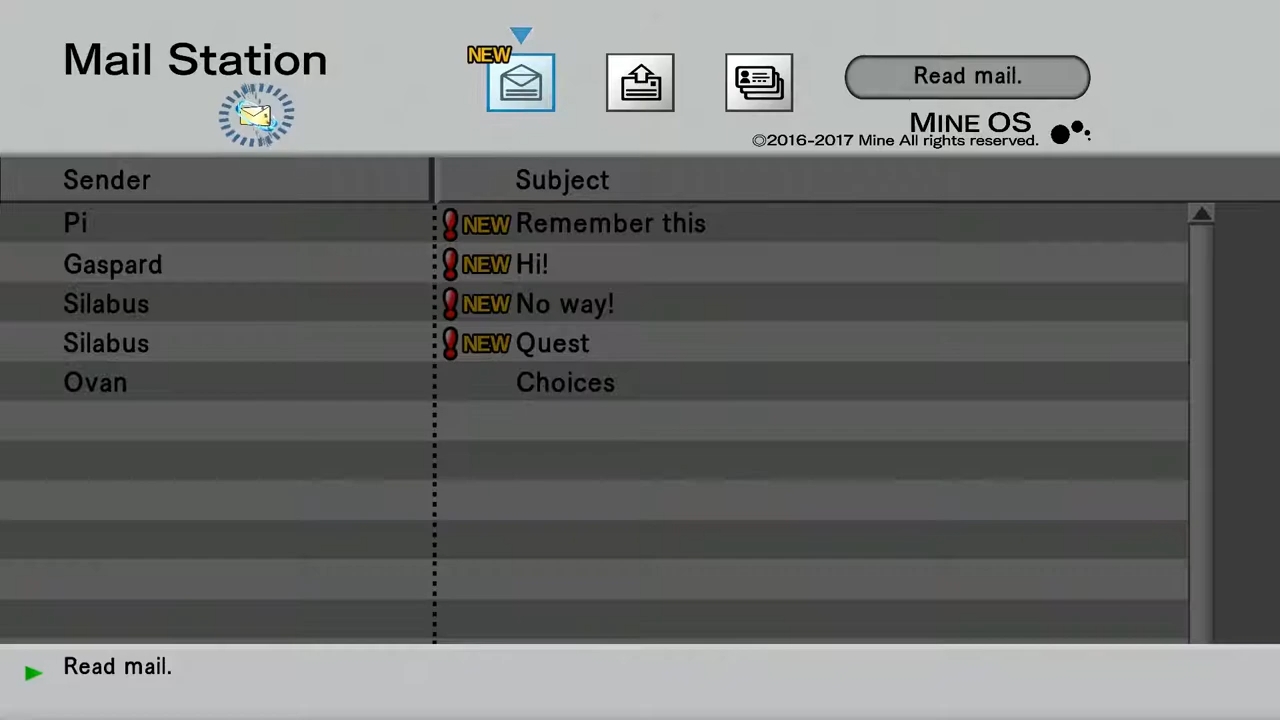 Mail Station
NEW
Read mail.
MINE OS
©2016-2017 Mine All rights reserved.
Sender Subject
Pi NEW Remember this
Gaspard NEW Hi!
Silabus NEW No way!
Silabus NEW Quest
Ovan Choices
Read mail.